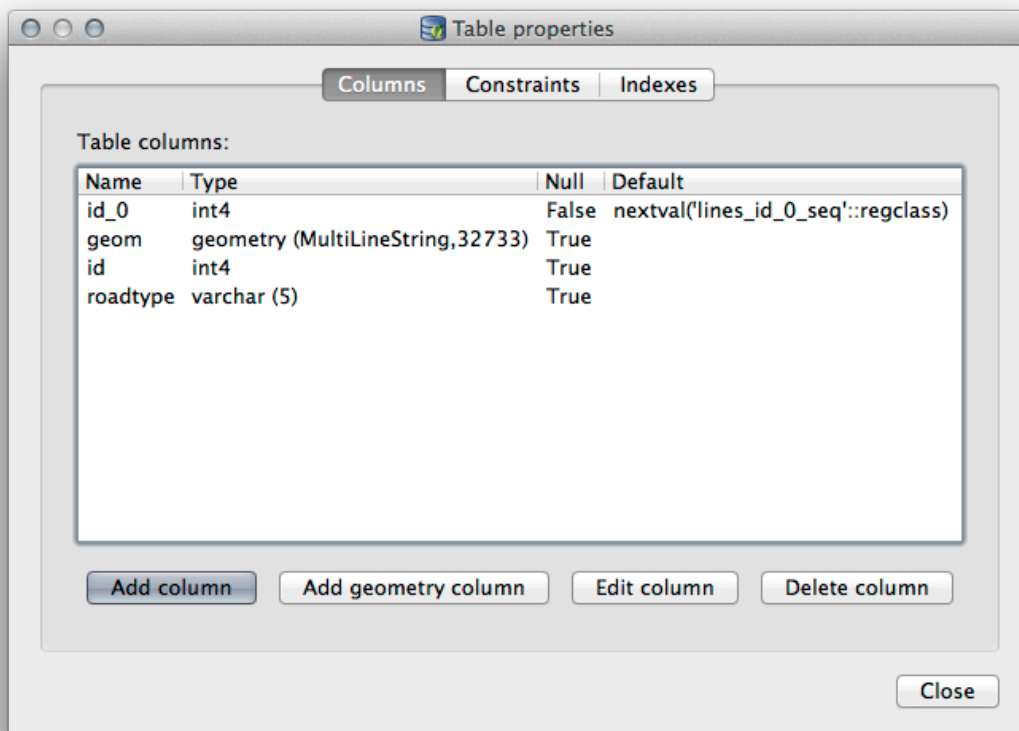 Table properties
Columns Constraints Indexes
Table columns:
Name Type Null Default
id_0 int4 False nextval('lines_id_0_seq'::regclass)
geom geometry (MultiLineString,32733) True
id int4 True
roadtype varchar (5) True
Add column Add geometry column Edit column Delete column
Close